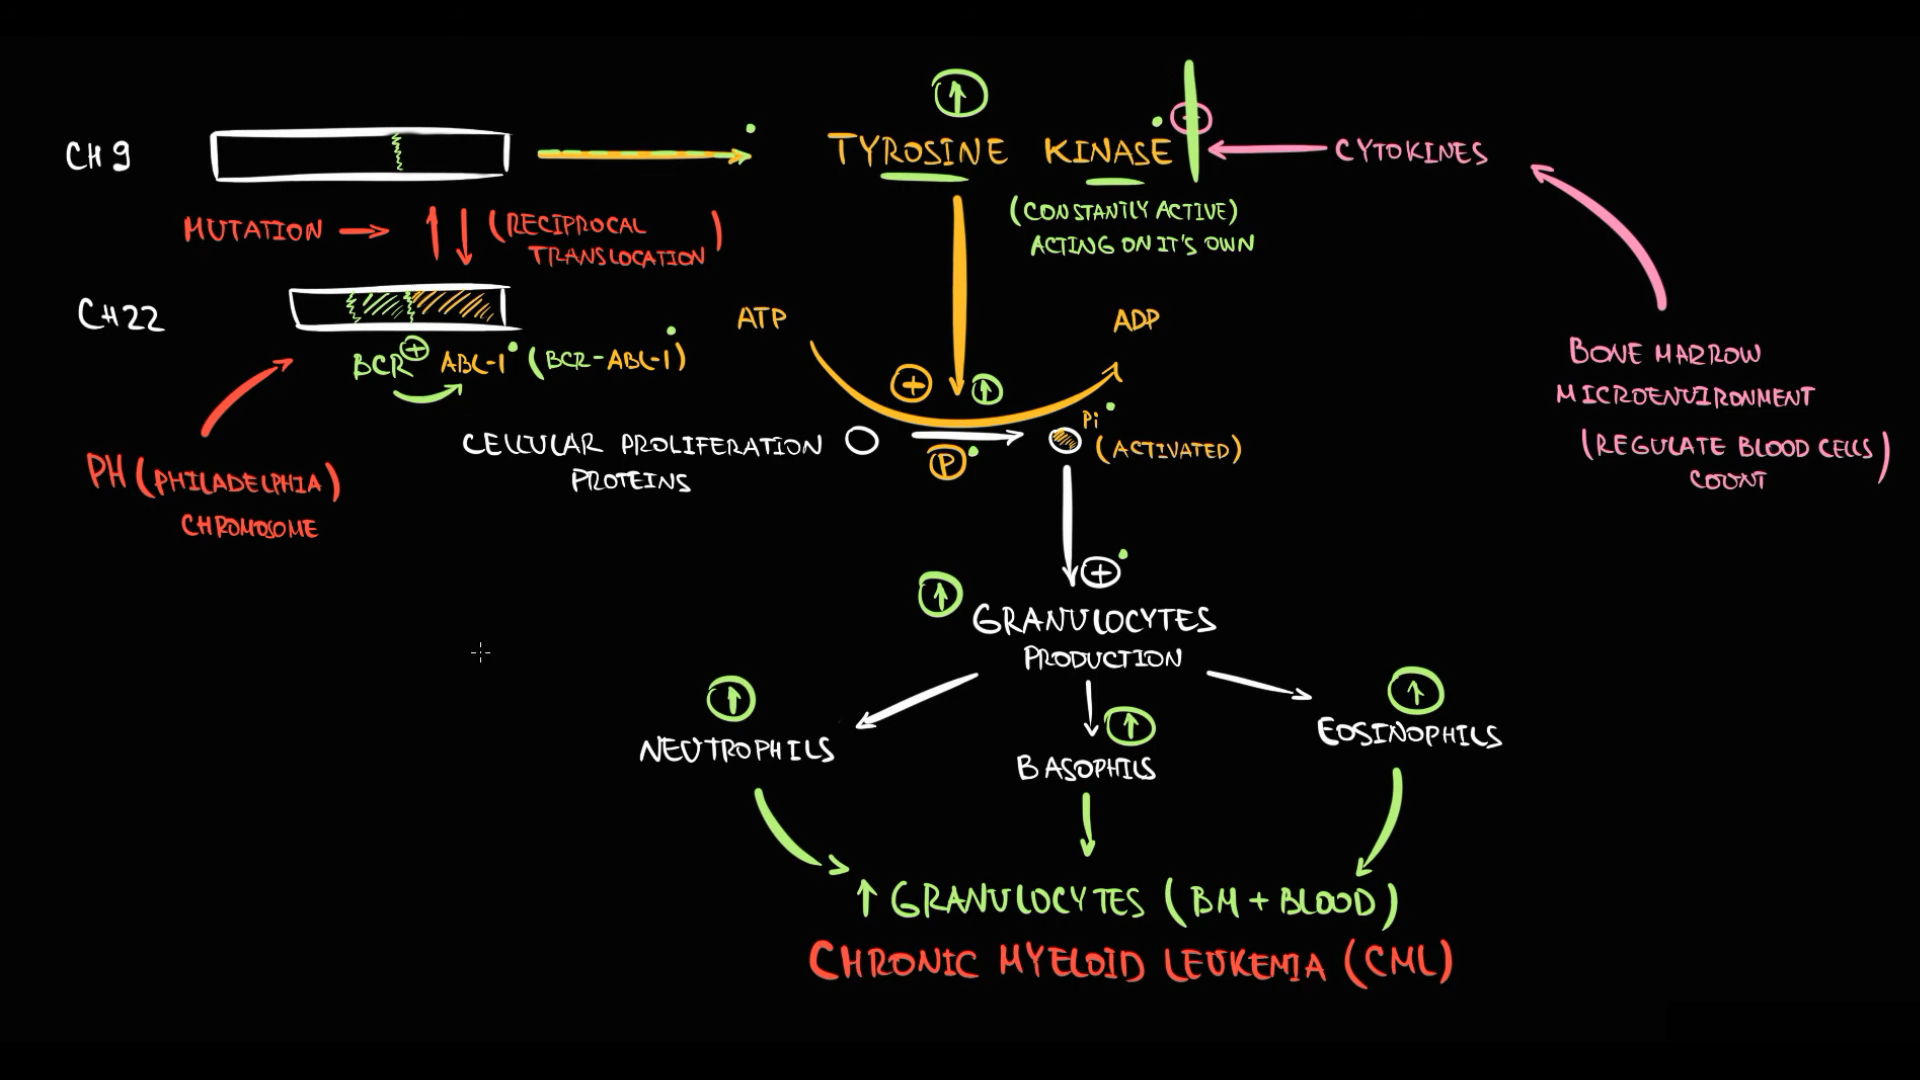 CH 9
TYROSINE KINASE
CYTOKINES
(CONSTANTLY ACTIVE)
ACTING ON IT'S OWN
MUTATION → (RECIPROCAL
TRANSLOCATION)
CH22
BCR + ABL-1 (BCR-ABL-1)
PH (PHILADELPHIA)
CHROMOSOME
ATP
ADP
+
CELLULAR PROLIFERATION
PROTEINS
P
Pi
(ACTIVATED)
BONE MARROW
MICROENVIRONMENT
(REGULATE BLOOD CELLS)
COUNT
+
GRANULOCYTES
PRODUCTION
NEUTROPHILS
BASOPHILS
EOSINOPHILS
↑ GRANULOCYTES (BM + BLOOD)
CHRONIC MYELOID LEUKEMIA (CML)